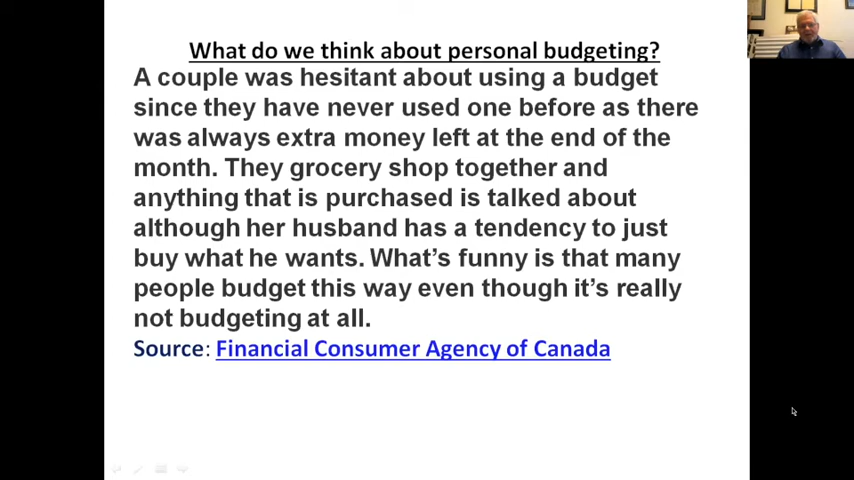 What do we think about personal budgeting?
A couple was hesitant about using a budget
since they have never used one before as there
was always extra money left at the end of the
month. They grocery shop together and
anything that is purchased is talked about
although her husband has a tendency to just
buy what he wants. What's funny is that many
people budget this way even though it's really
not budgeting at all.
Source: Financial Consumer Agency of Canada